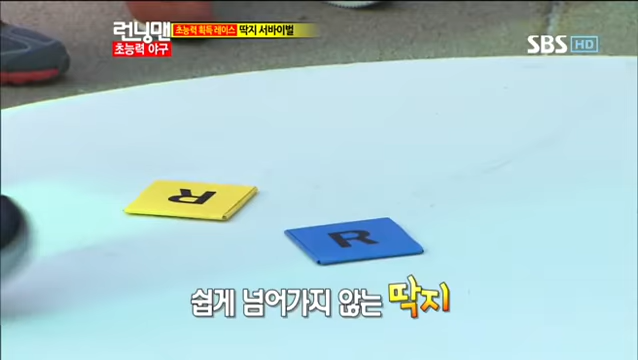 런닝맨
초능력 야구
초능력 획득 레이스 딱지 서바이벌
SBS HD
R
R
쉽게 넘어가지 않는 딱지